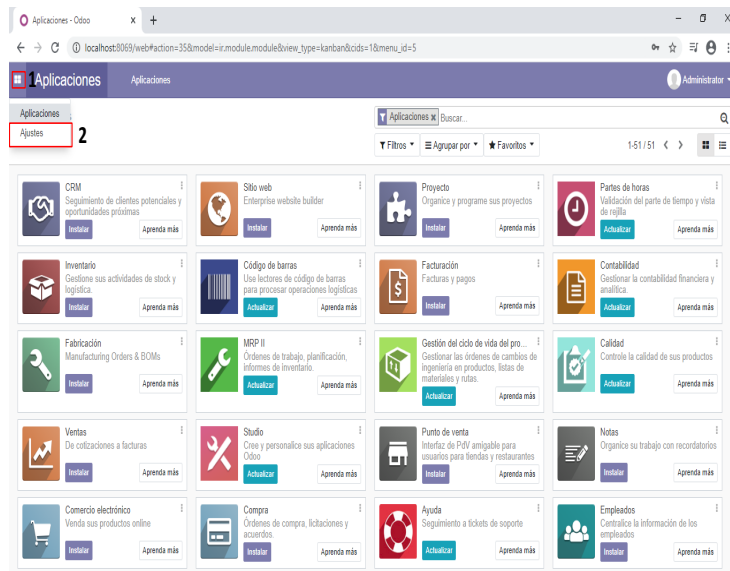 Aplicaciones - Odoo x +
localhost:8069/web#action=35&model=ir.module.module&view_type=kanban&cids=1&menu_id=5
1 Aplicaciones Aplicaciones Administrator
Aplicaciones
Ajustes 2
Aplicaciones x Buscar...
Filtros Agrupar por Favoritos 1-51 / 51
CRM
Seguimiento de clientes potenciales y
oportunidades próximas
Instalar Aprenda más
Sitio web
Enterprise website builder
Instalar Aprenda más
Proyecto
Organice y programe sus proyectos
Instalar Aprenda más
Partes de horas
Validación del parte de tiempo y vista
de rejilla
Actualizar Aprenda más
Inventario
Gestione sus actividades de stock y
logística.
Instalar Aprenda más
Código de barras
Use lectores de código de barras
para procesar operaciones logísticas
Actualizar Aprenda más
Facturación
Facturas y pagos
Instalar Aprenda más
Contabilidad
Gestionar la contabilidad financiera y
analítica.
Actualizar Aprenda más
Fabricación
Manufacturing Orders & BOMs
Instalar Aprenda más
MRP II
Órdenes de trabajo, planificación,
informes de inventario.
Actualizar Aprenda más
Gestión del ciclo de vida del pro...
Gestionar las órdenes de cambios de
ingeniería en productos, listas de
materiales y rutas.
Actualizar Aprenda más
Calidad
Controle la calidad de sus productos
Actualizar Aprenda más
Ventas
De cotizaciones a facturas
Instalar Aprenda más
Studio
Cree y personalice sus aplicaciones
Odoo
Actualizar Aprenda más
Punto de venta
Interfaz de PdV amigable para
usuarios para tiendas y restaurantes
Instalar Aprenda más
Notas
Organice su trabajo con recordatorios
Instalar Aprenda más
Comercio electrónico
Venda sus productos online
Instalar Aprenda más
Compra
Órdenes de compra, licitaciones y
acuerdos.
Instalar Aprenda más
Ayuda
Seguimiento a tickets de soporte
Actualizar Aprenda más
Empleados
Centralice la información de los
empleados
Instalar Aprenda más